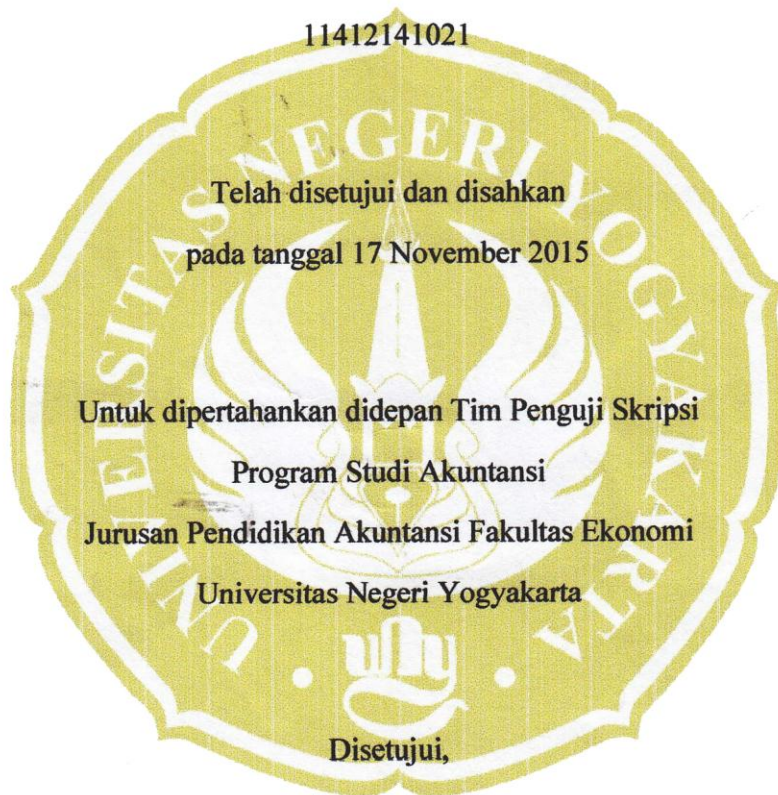 11412141021
Telah disetujui dan disahkan
pada tanggal 17 November 2015
Untuk dipertahankan didepan Tim Penguji Skripsi
Program Studi Akuntansi
Jurusan Pendidikan Akuntansi Fakultas Ekonomi
Universitas Negeri Yogyakarta
Disetujui,
UNIVERSITAS NEGERI YOGYAKARTA
uny